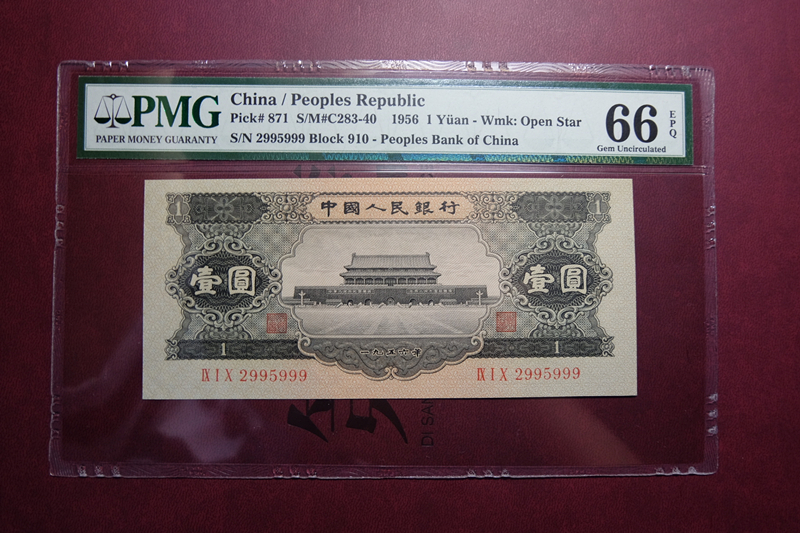 PMG
PAPER MONEY GUARANTY
China / Peoples Republic
Pick# 871 S/M#C283-40 1956 1 Yüan - Wmk: Open Star
S/N 2995999 Block 910 - Peoples Bank of China
66 EPQ
Gem Uncirculated
1 中國人民銀行 1
壹圓 壹圓
1 一九五六年 1
IX I X 2995999 IX I X 2995999
DI SAN